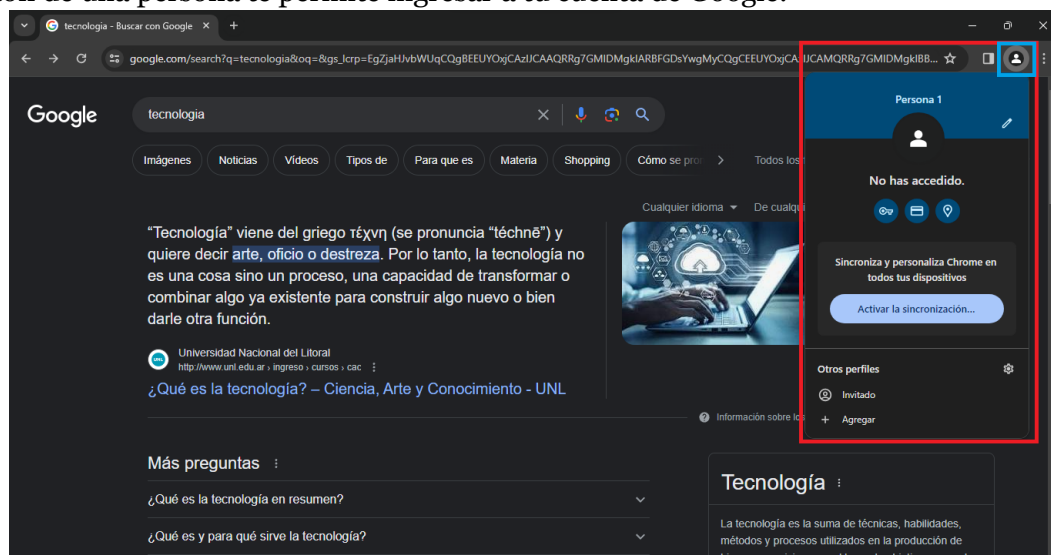 ón de una persona te permite ingresar a tu cuenta de Google.
tecnologia - Buscar con Google
google.com/search?q=tecnologia&oq=&gs_lcrp=
Google
tecnologia
Imágenes Noticias Vídeos Tipos de Para que es Materia Shopping Cómo se pro Todos los
Cualquier idioma De cualqui
“Tecnología” viene del griego τέχνη (se pronuncia “téchnē”) y
quiere decir arte, oficio o destreza. Por lo tanto, la tecnología no
es una cosa sino un proceso, una capacidad de transformar o
combinar algo ya existente para construir algo nuevo o bien
darle otra función.
UNL
Universidad Nacional del Litoral
http://www.unl.edu.ar › ingreso › cursos › cac
¿Qué es la tecnología? – Ciencia, Arte y Conocimiento - UNL
Información sobre los
Más preguntas
¿Qué es la tecnología en resumen?
¿Qué es y para qué sirve la tecnología?
Tecnología
La tecnología es la suma de técnicas, habilidades,
métodos y procesos utilizados en la producción de
Persona 1
No has accedido.
Sincroniza y personaliza Chrome en
todos tus dispositivos
Activar la sincronización...
Otros perfiles
Invitado
+ Agregar